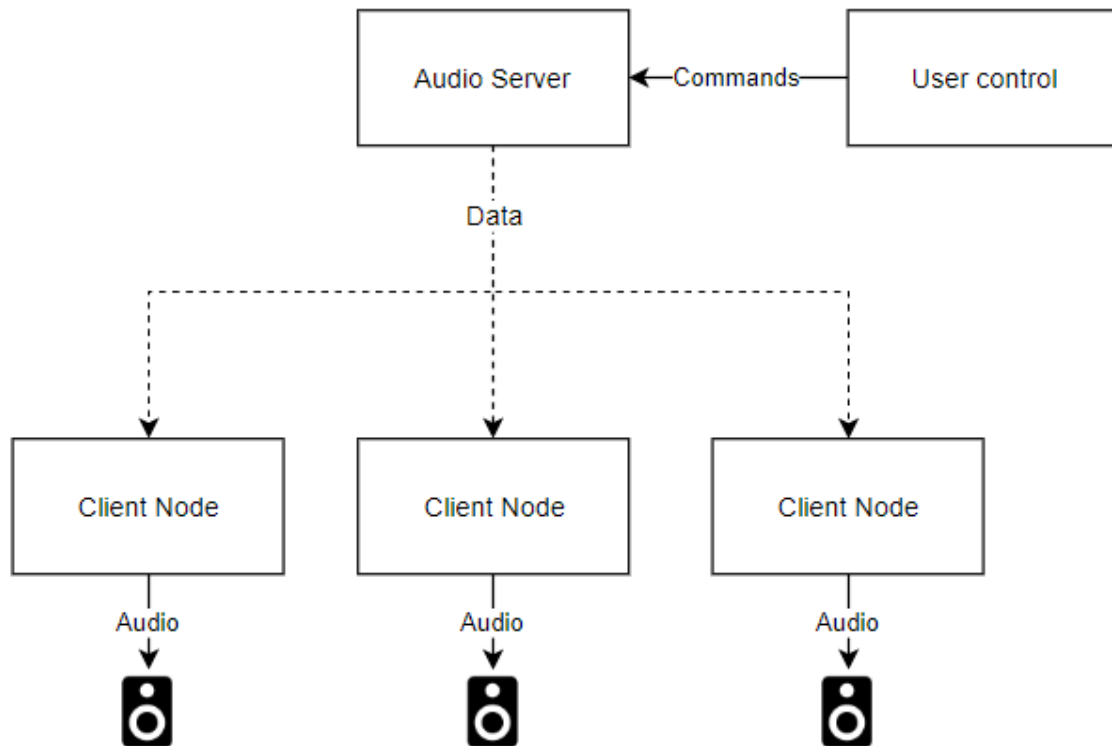 Audio Server
Commands
User control
Data
Client Node
Client Node
Client Node
Audio
Audio
Audio